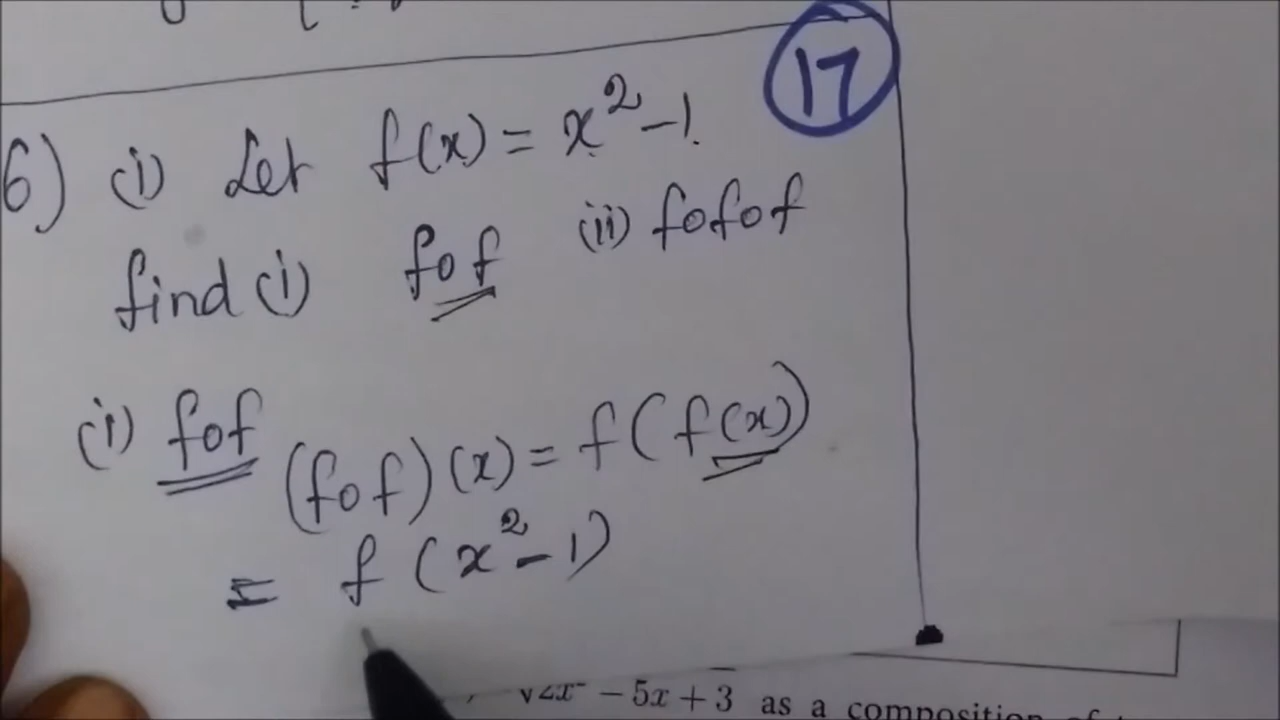 17
6) (i) Let f(x) = x² - 1.
find (i) fof (ii) fofof
(i) fof (fof)(x) = f(f(x))
= f(x² - 1)
- 5x + 3 as a composition